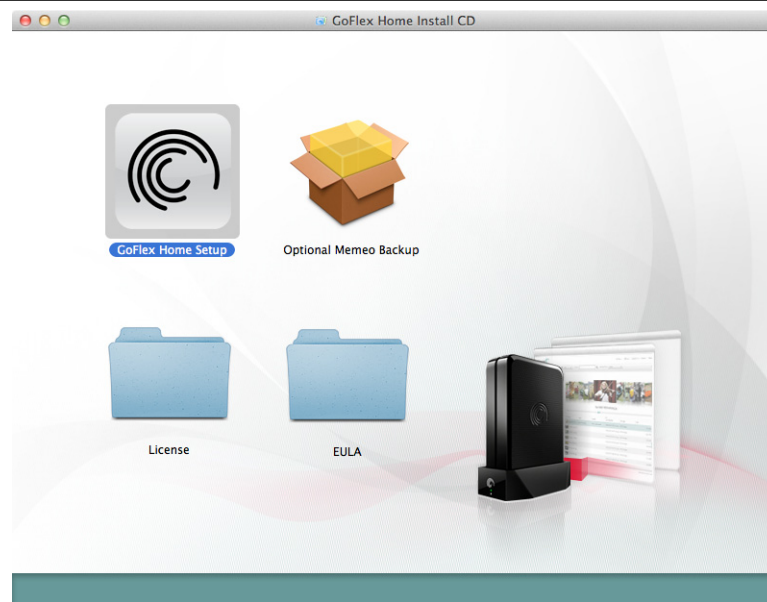 GoFlex Home Install CD
GoFlex Home Setup
Optional Memeo Backup
License
EULA